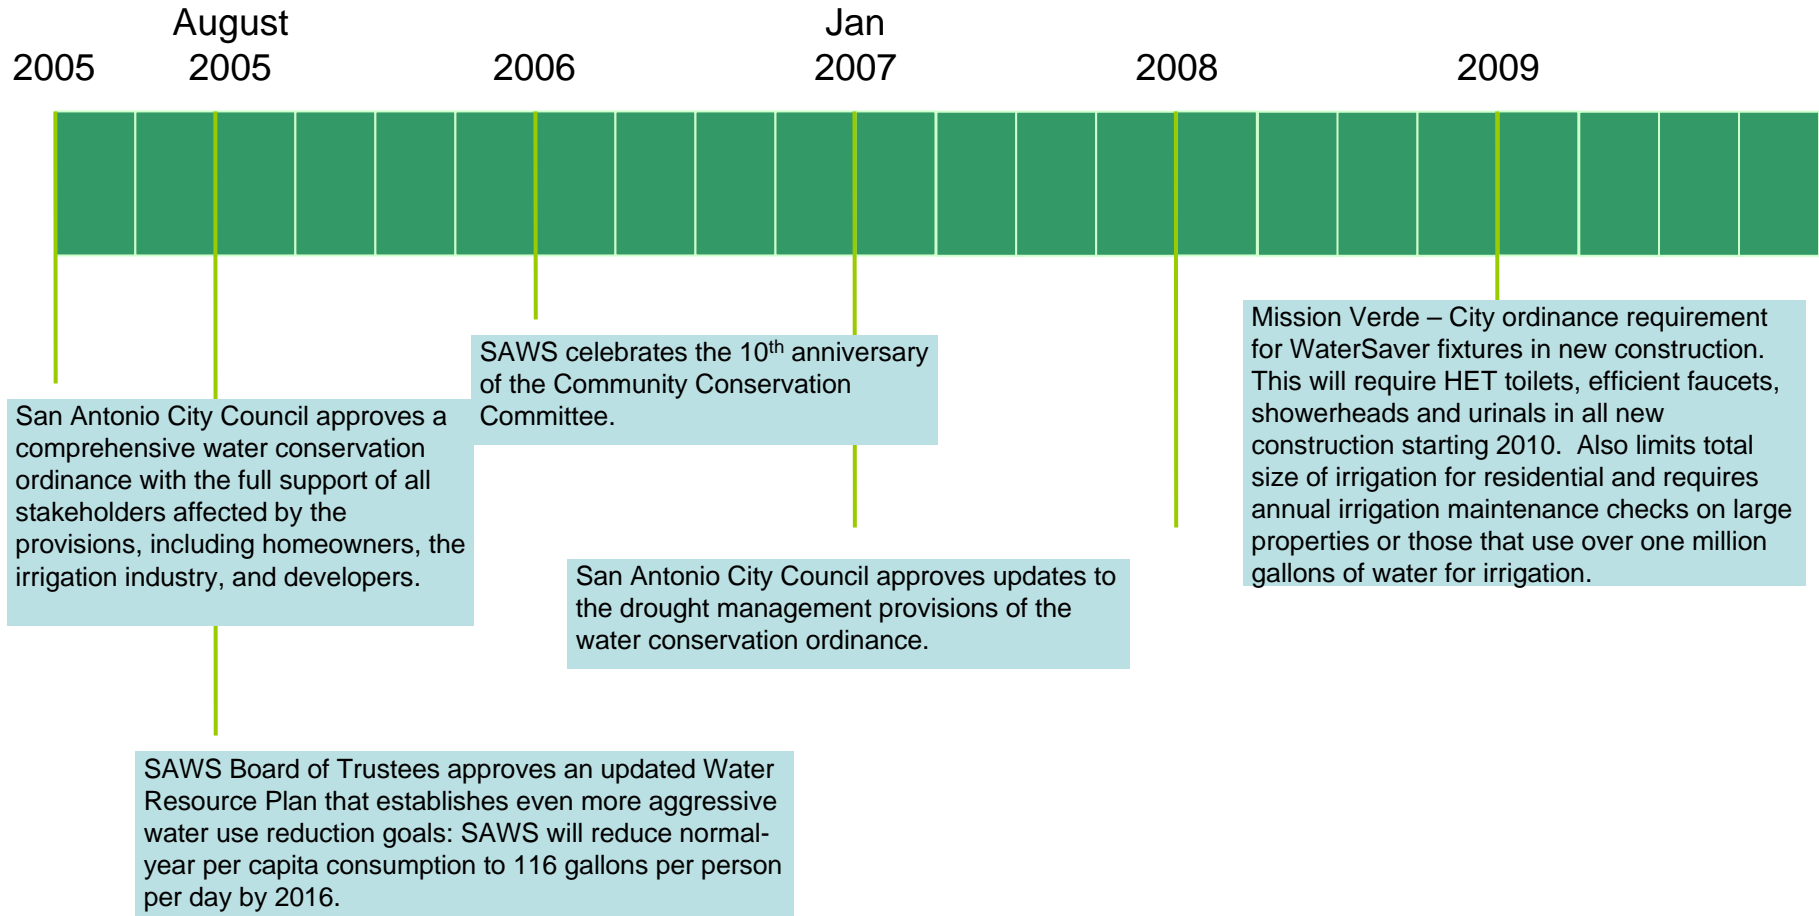 August
Jan
2005
2005
2006
2007
2008
2009
San Antonio City Council approves a
comprehensive water conservation
ordinance with the full support of all
stakeholders affected by the
provisions, including homeowners, the
irrigation industry, and developers.
SAWS Board of Trustees approves an updated Water
Resource Plan that establishes even more aggressive
water use reduction goals: SAWS will reduce normal-
year per capita consumption to 116 gallons per person
per day by 2016.
SAWS celebrates the 10th anniversary
of the Community Conservation
Committee.
San Antonio City Council approves updates to
the drought management provisions of the
water conservation ordinance.
Mission Verde – City ordinance requirement
for WaterSaver fixtures in new construction.
This will require HET toilets, efficient faucets,
showerheads and urinals in all new
construction starting 2010.  Also limits total
size of irrigation for residential and requires
annual irrigation maintenance checks on large
properties or those that use over one million
gallons of water for irrigation.